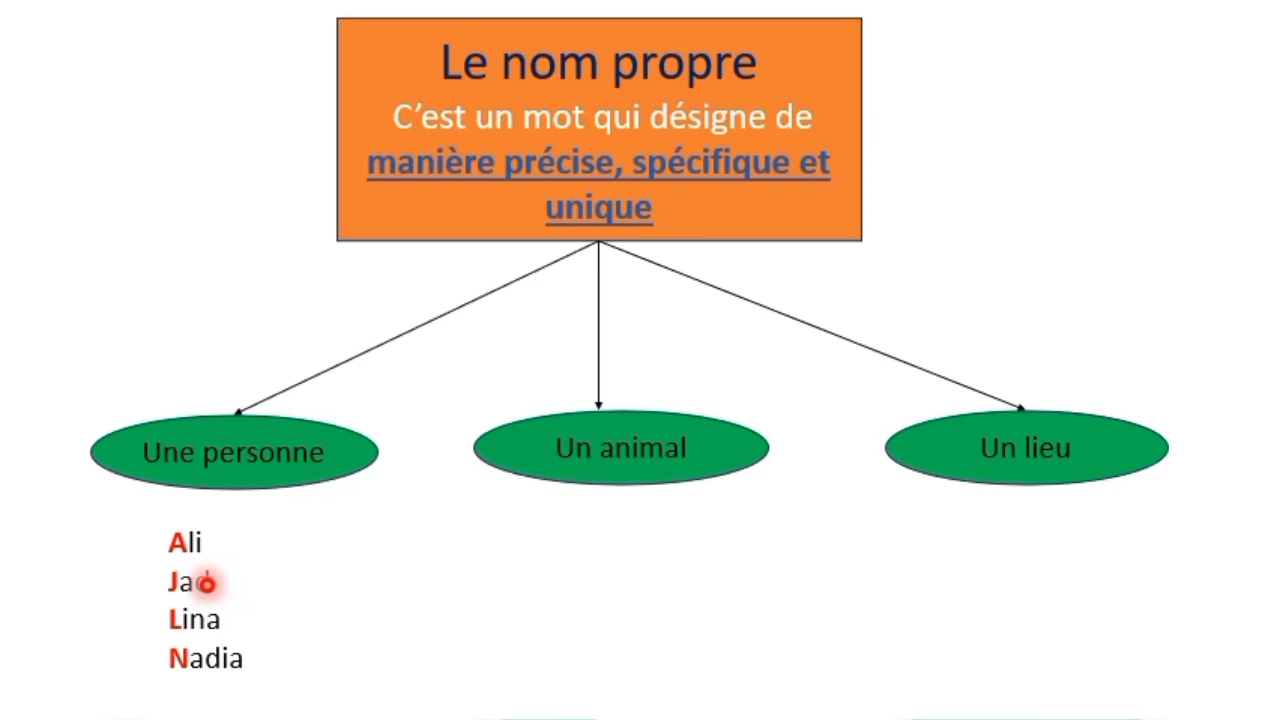 Le nom propre
C'est un mot qui désigne de
manière précise, spécifique et
unique
Une personne
Un animal
Un lieu
Ali
Jad
Lina
Nadia